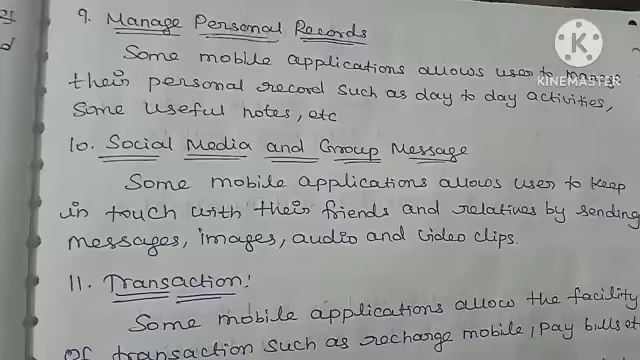 9. Manage Personal Records
Some mobile applications allows user to manage
their personal record such as day to day activities,
some useful notes, etc
10. Social Media and Group Message
Some mobile applications allows user to keep
in touch with their friends and relatives by sending
messages, images, audio and video clips.
11. Transaction:
Some mobile applications allow the facility
of transaction such as recharge mobile, pay bills et
KINEMASTER